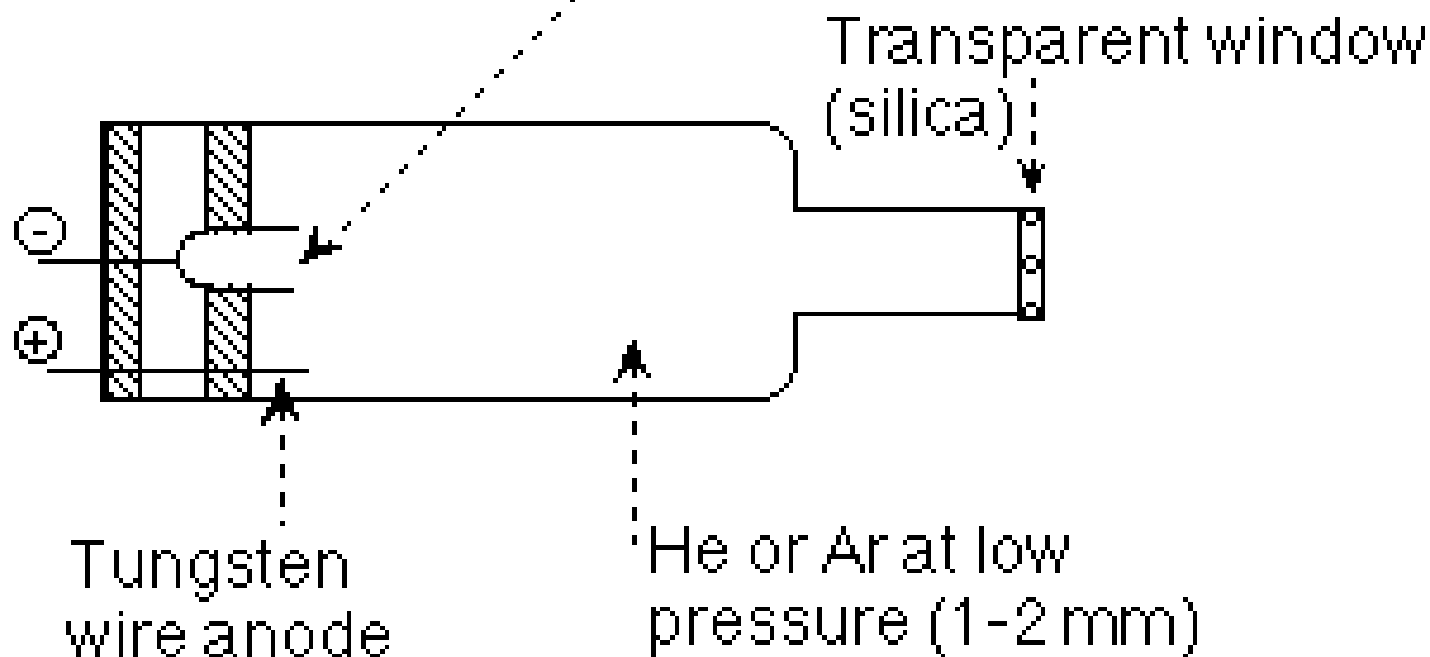 Transparent window
(silica)
-
+
Tungsten
wire anode
He or Ar at low
pressure (1-2 mm)